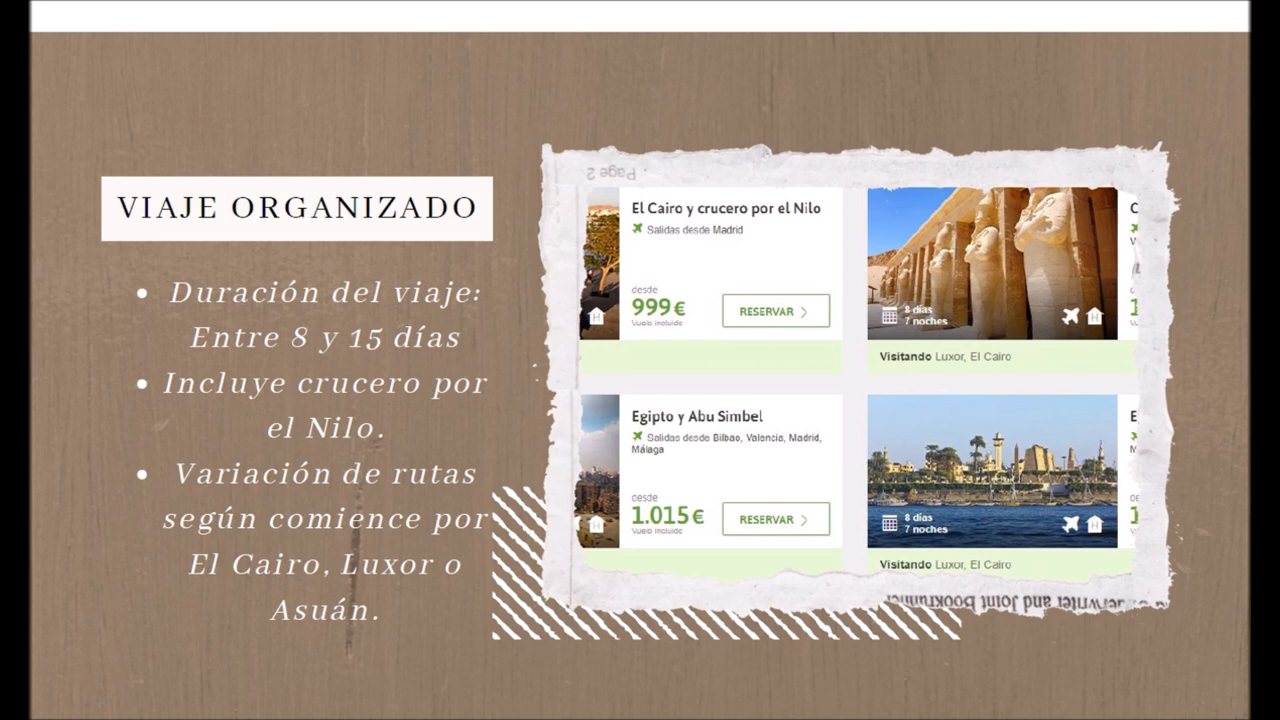 VIAJE ORGANIZADO
Duración del viaje:
Entre 8 y 15 días
Incluye crucero por
el Nilo.
Variación de rutas
según comience por
El Cairo, Luxor o
Asuán.
Page 2
El Cairo y crucero por el Nilo
Salidas desde Madrid
desde
999€
Vuelo incluido
RESERVAR
8 días
7 noches
Visitando Luxor, El Cairo
Egipto y Abu Simbel
Salidas desde Bilbao, Valencia, Madrid,
Málaga
desde
1.015€
Vuelo incluido
RESERVAR
8 días
7 noches
Visitando Luxor, El Cairo
and Joint Bookrunner